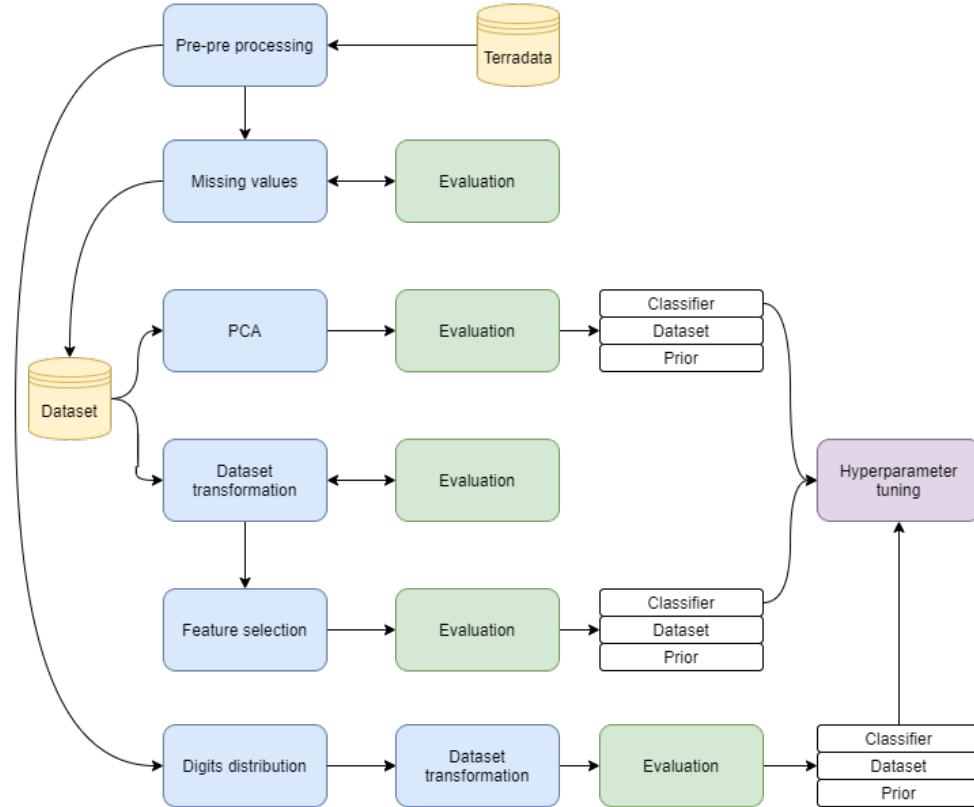 Pre-pre processing
Terradata
Missing values
Evaluation
PCA
Evaluation
Classifier
Dataset
Prior
Dataset
Dataset
transformation
Evaluation
Hyperparameter
tuning
Feature selection
Evaluation
Classifier
Dataset
Prior
Digits distribution
Dataset
transformation
Evaluation
Classifier
Dataset
Prior